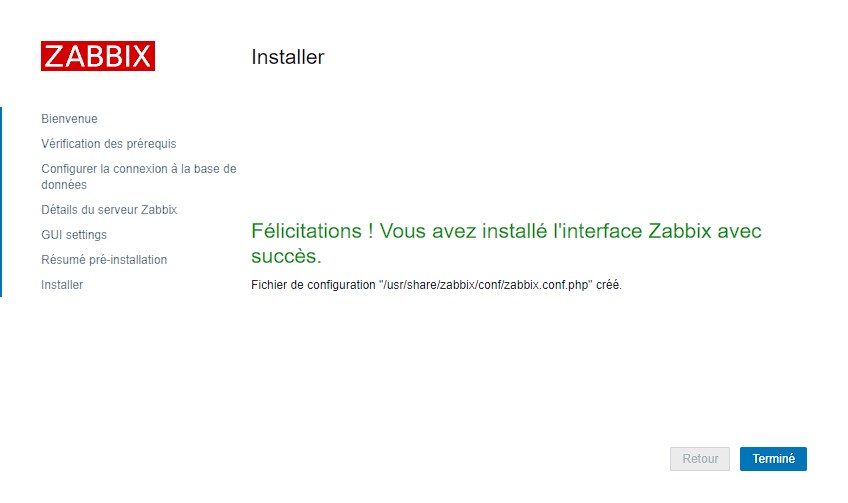 ZABBIX
Installer
Bienvenue
Vérification des prérequis
Configurer la connexion à la base de
données
Détails du serveur Zabbix
GUI settings
Résumé pré-installation
Installer
Félicitations ! Vous avez installé l'interface Zabbix avec
succès.
Fichier de configuration "/usr/share/zabbix/conf/zabbix.conf.php" créé.
Retour
Terminé